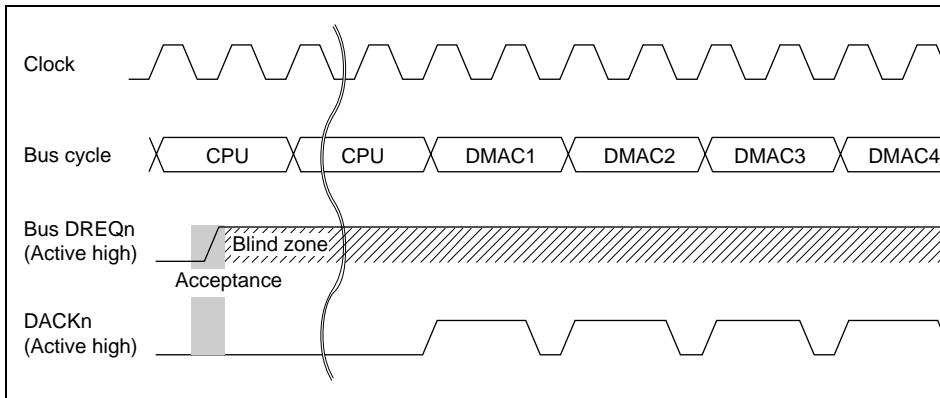 Clock
Bus cycle CPU CPU DMAC1 DMAC2 DMAC3 DMAC4
Bus DREQn
(Active high)
Blind zone
Acceptance
DACKn
(Active high)